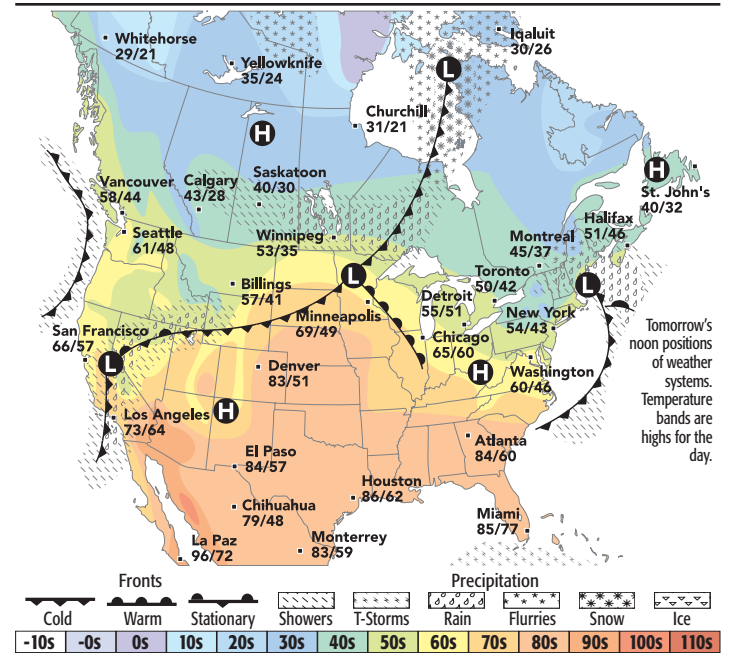 Whitehorse
29/21
Yellowknife
35/24
Iqaluit
30/26
L
Churchill
31/21
H
Vancouver
58/44
Calgary
43/28
Saskatoon
40/30
H
St. John's
40/32
Seattle
61/48
Winnipeg
53/35
Montreal
45/37
Halifax
51/46
Billings
57/41
L
Toronto
50/42
L
Minneapolis
69/49
Detroit
55/51
New York
54/43
San Francisco
66/57
L
Chicago
65/60
Denver
83/51
H
Washington
60/46
Tomorrow's
noon positions
of weather
systems.
Temperature
bands are
highs for the
day.
Los Angeles
73/64
H
Atlanta
84/60
El Paso
84/57
Houston
86/62
Chihuahua
79/48
Miami
85/77
La Paz
96/72
Monterrey
83/59
Fronts
Precipitation
Cold Warm Stationary Showers T-Storms Rain Flurries Snow Ice
-10s -0s 0s 10s 20s 30s 40s 50s 60s 70s 80s 90s 100s 110s